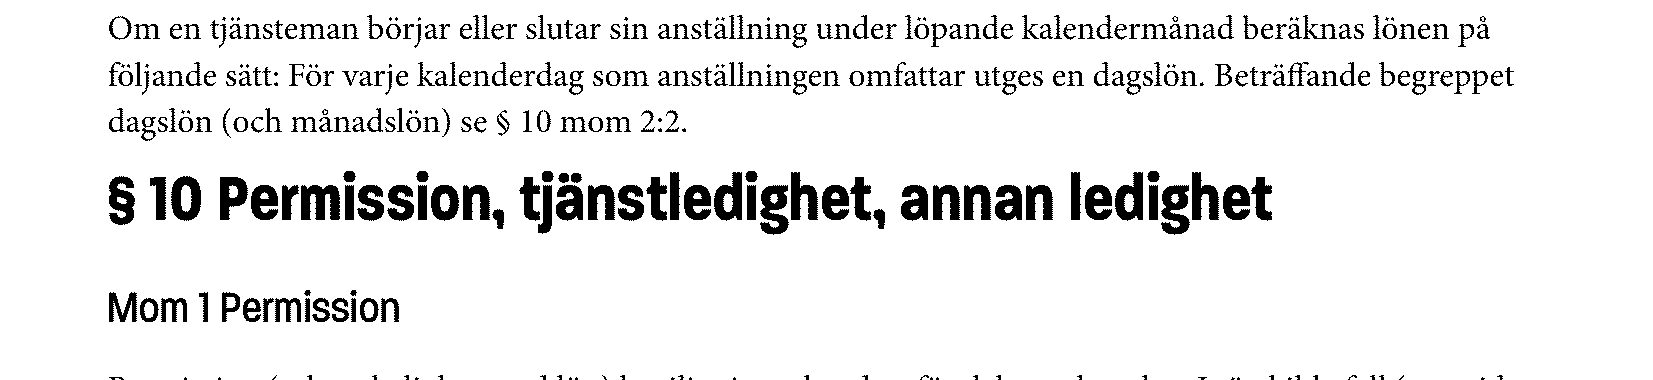 Om en tjänsteman börjar eller slutar sin anställning under löpande kalendermånad beräknas lönen på
följande sätt: För varje kalenderdag som anställningen omfattar utges en dagslön. Beträffande begreppet
dagslön (och månadslön) se § 10 mom 2:2.
§ 10 Permission, tjänstledighet, annan ledighet
Mom 1 Permission